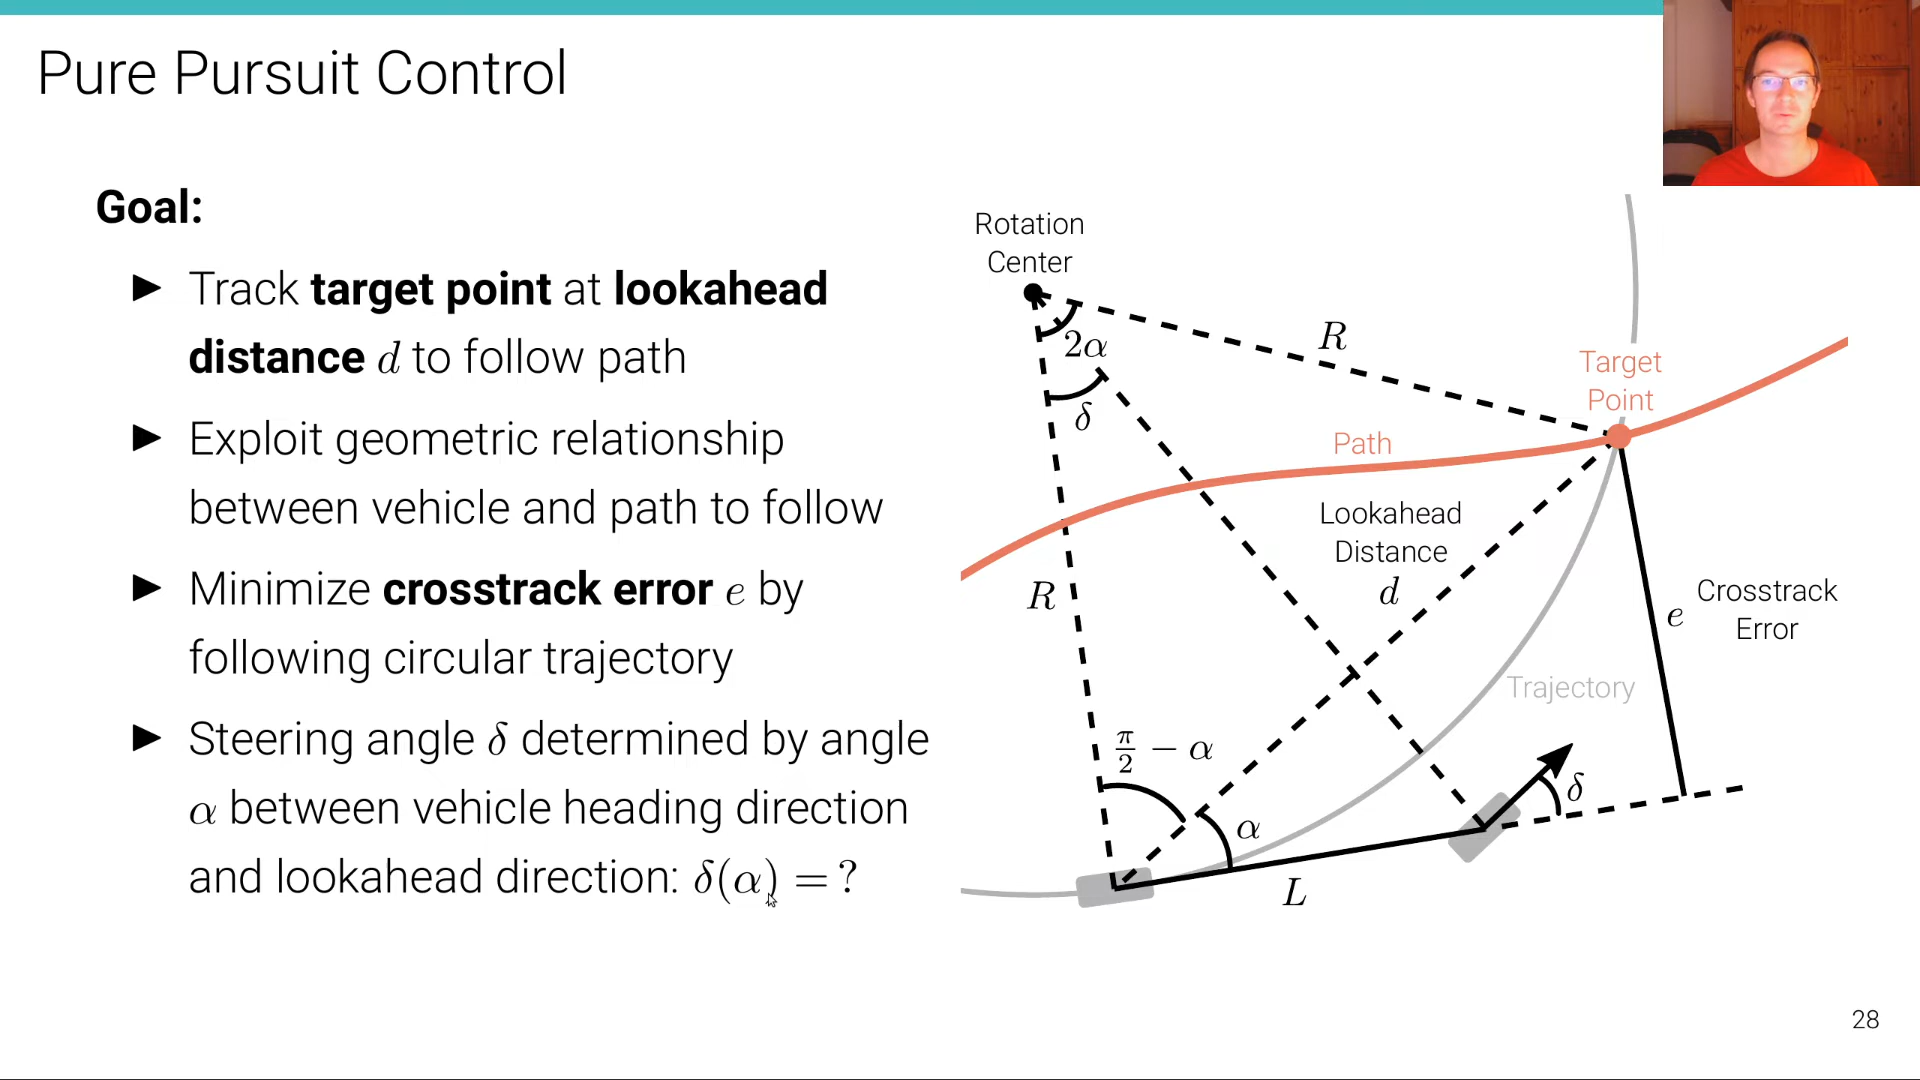 Pure Pursuit Control
Goal:
▶ Track target point at lookahead
distance d to follow path
▶ Exploit geometric relationship
between vehicle and path to follow
▶ Minimize crosstrack error e by
following circular trajectory
▶ Steering angle δ determined by angle
α between vehicle heading direction
and lookahead direction: δ(α) = ?
Rotation
Center
2α
δ
R
Target
Point
Path
Lookahead
Distance
d
R
e
Crosstrack
Error
Trajectory
π/2 − α
α
δ
L
28